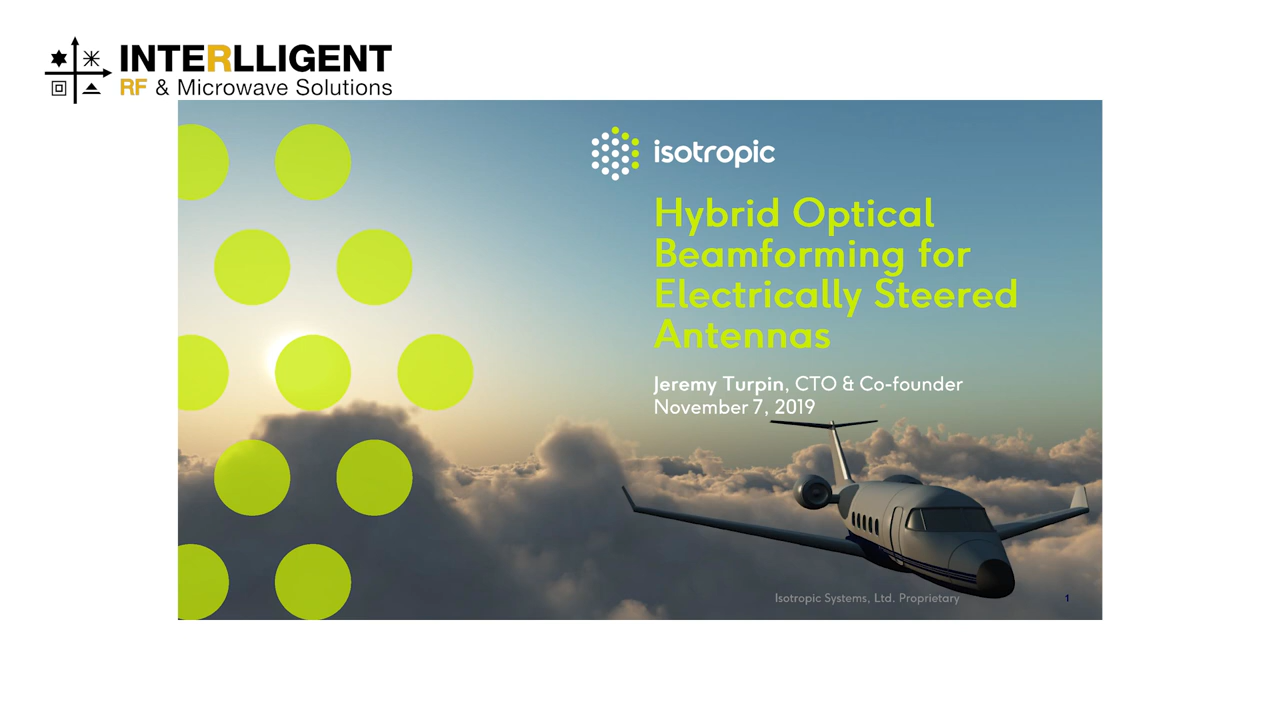 INTERLLIGENT
RF & Microwave Solutions
isotropic
Hybrid Optical
Beamforming for
Electrically Steered
Antennas
Jeremy Turpin, CTO & Co-founder
November 7, 2019
Isotropic Systems, Ltd. Proprietary
1